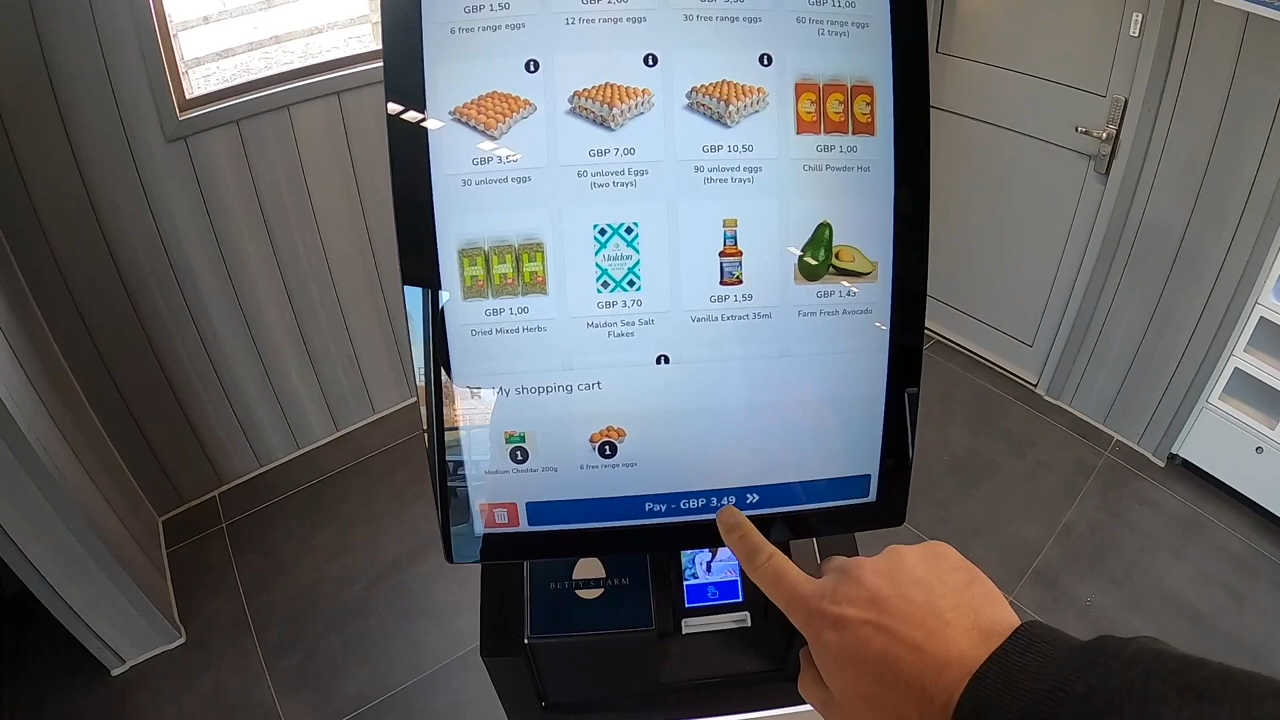 GBP 1,50
6 free range eggs
12 free range eggs
30 free range eggs
GBP 11,00
60 free range eggs
(2 trays)
GBP 7,00
GBP 10,50
GBP 1,00
30 unloved eggs
60 unloved Eggs
(two trays)
90 unloved eggs
(three trays)
Chilli Powder Hot
Maldon
GBP 1,00
GBP 3,70
GBP 1,59
GBP 1,43
Dried Mixed Herbs
Maldon Sea Salt
Flakes
Vanilla Extract 35ml
Farm Fresh Avocado
My shopping cart
1
1
Medium Cheddar 200g
6 free range eggs
Pay - GBP 3,49
BETTY'S FARM